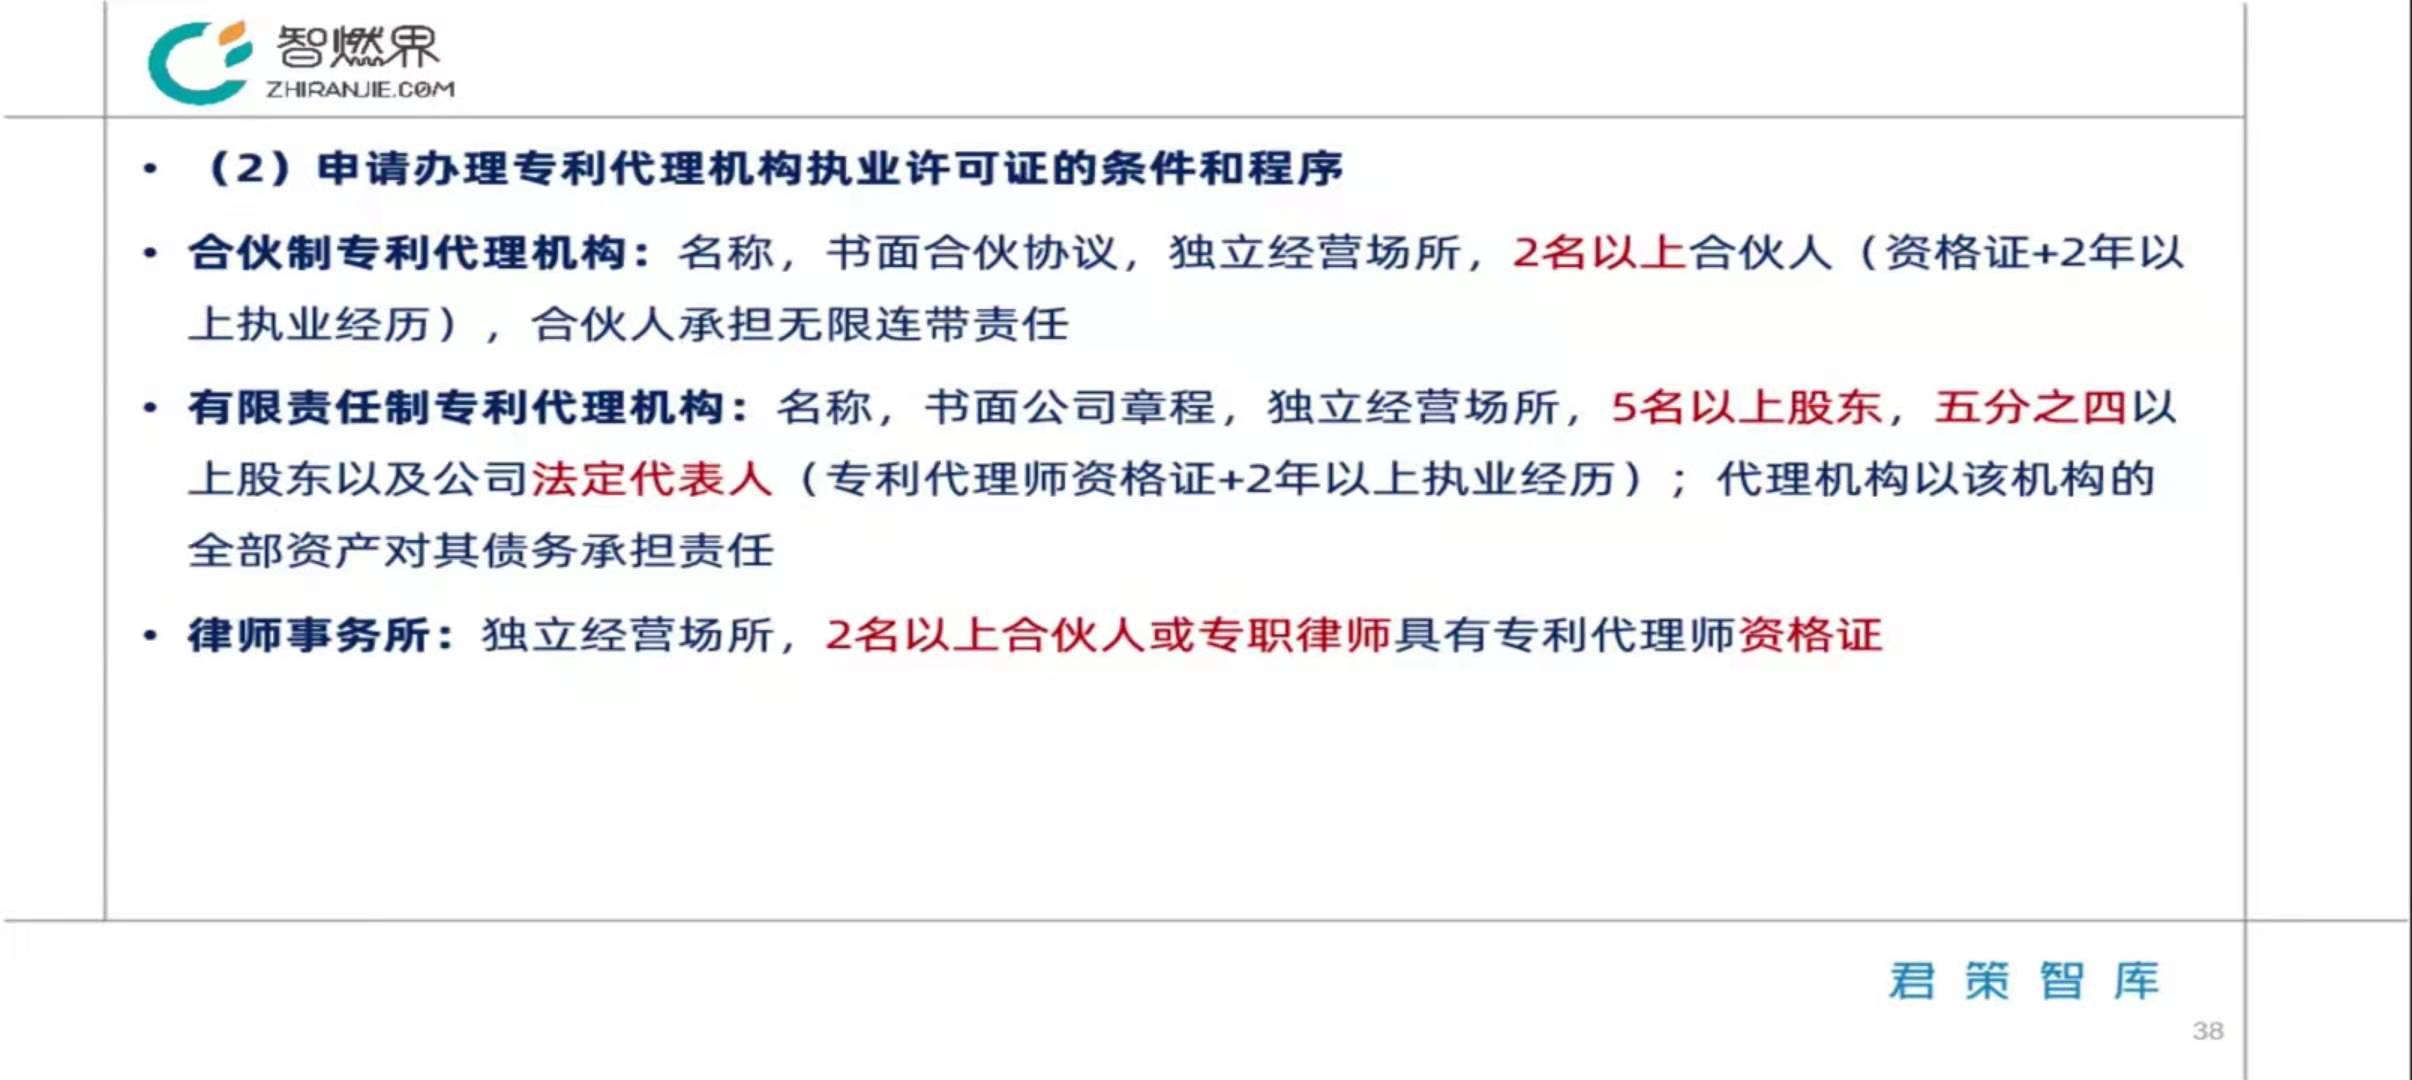 智燃界
ZHIRANJIE.COM
• （2）申请办理专利代理机构执业许可证的条件和程序
• 合伙制专利代理机构：名称，书面合伙协议，独立经营场所，2名以上合伙人（资格证+2年以
上执业经历），合伙人承担无限连带责任
• 有限责任制专利代理机构：名称，书面公司章程，独立经营场所，5名以上股东，五分之四以
上股东以及公司法定代表人（专利代理师资格证+2年以上执业经历）；代理机构以该机构的
全部资产对其债务承担责任
• 律师事务所：独立经营场所，2名以上合伙人或专职律师具有专利代理师资格证
君策智库
38